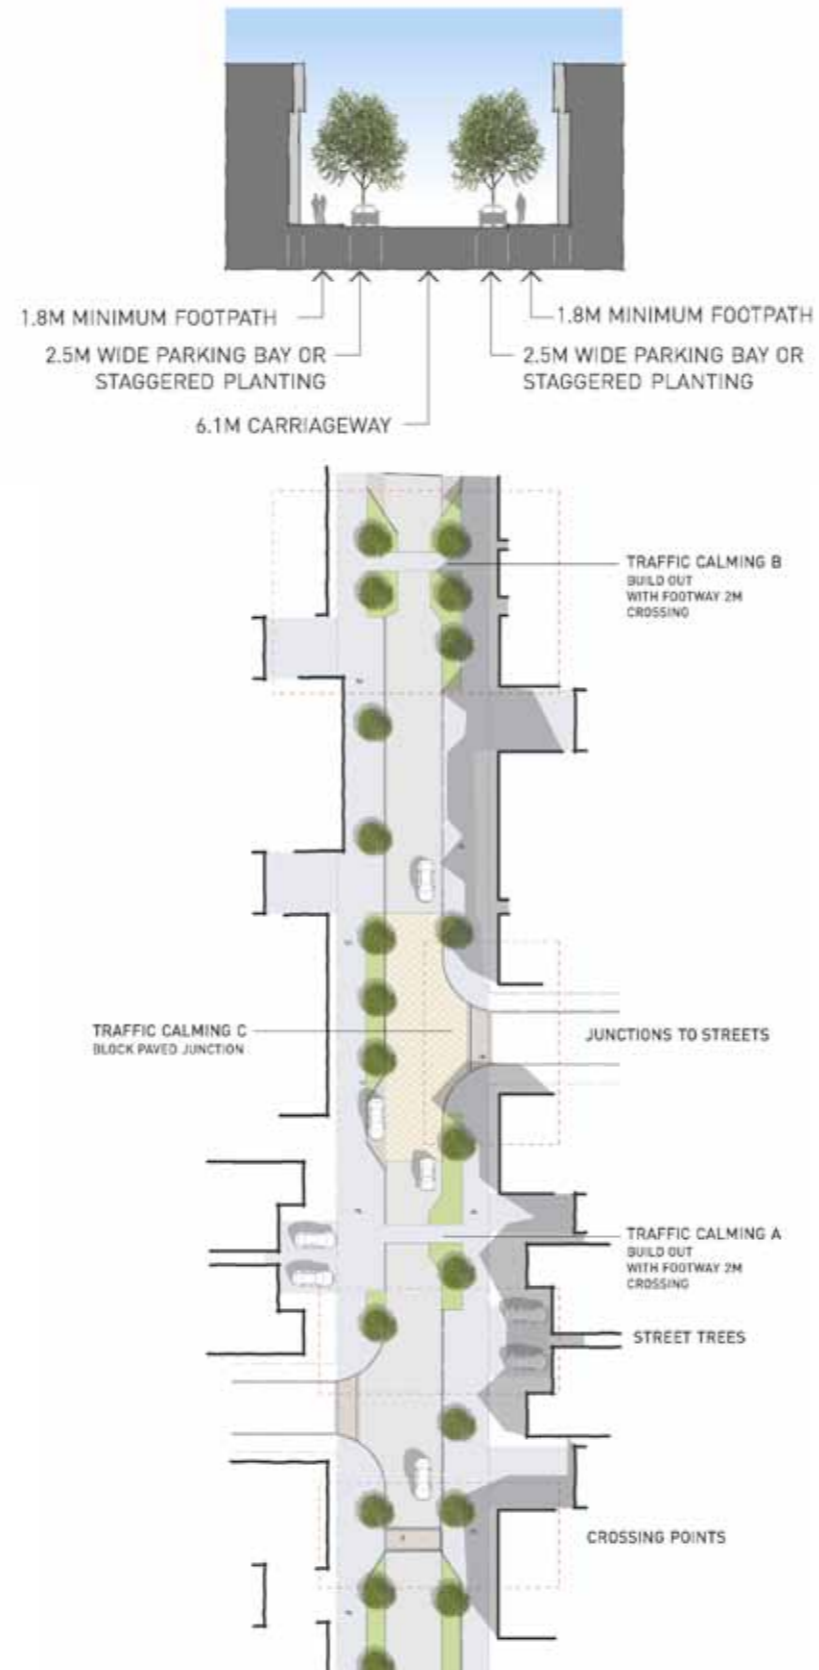 1.8M MINIMUM FOOTPATH
1.8M MINIMUM FOOTPATH
2.5M WIDE PARKING BAY OR
STAGGERED PLANTING
2.5M WIDE PARKING BAY OR
STAGGERED PLANTING
6.1M CARRIAGEWAY
TRAFFIC CALMING B
BUILD OUT
WITH FOOTWAY 2M
CROSSING
TRAFFIC CALMING C
BLOCK PAVED JUNCTION
JUNCTIONS TO STREETS
TRAFFIC CALMING A
BUILD OUT
WITH FOOTWAY 2M
CROSSING
STREET TREES
CROSSING POINTS